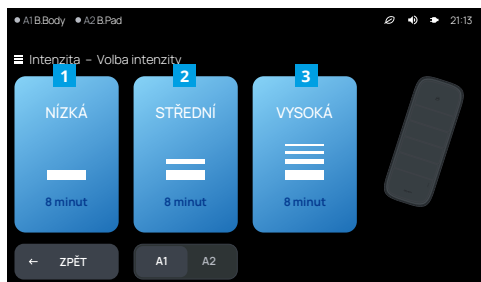 A1 B.Body A2 B.Pad 21:13
Intenzita – Volba intenzity
1 2 3
NÍZKÁ STŘEDNÍ VYSOKÁ
8 minut 8 minut 8 minut
← ZPĚT A1 A2